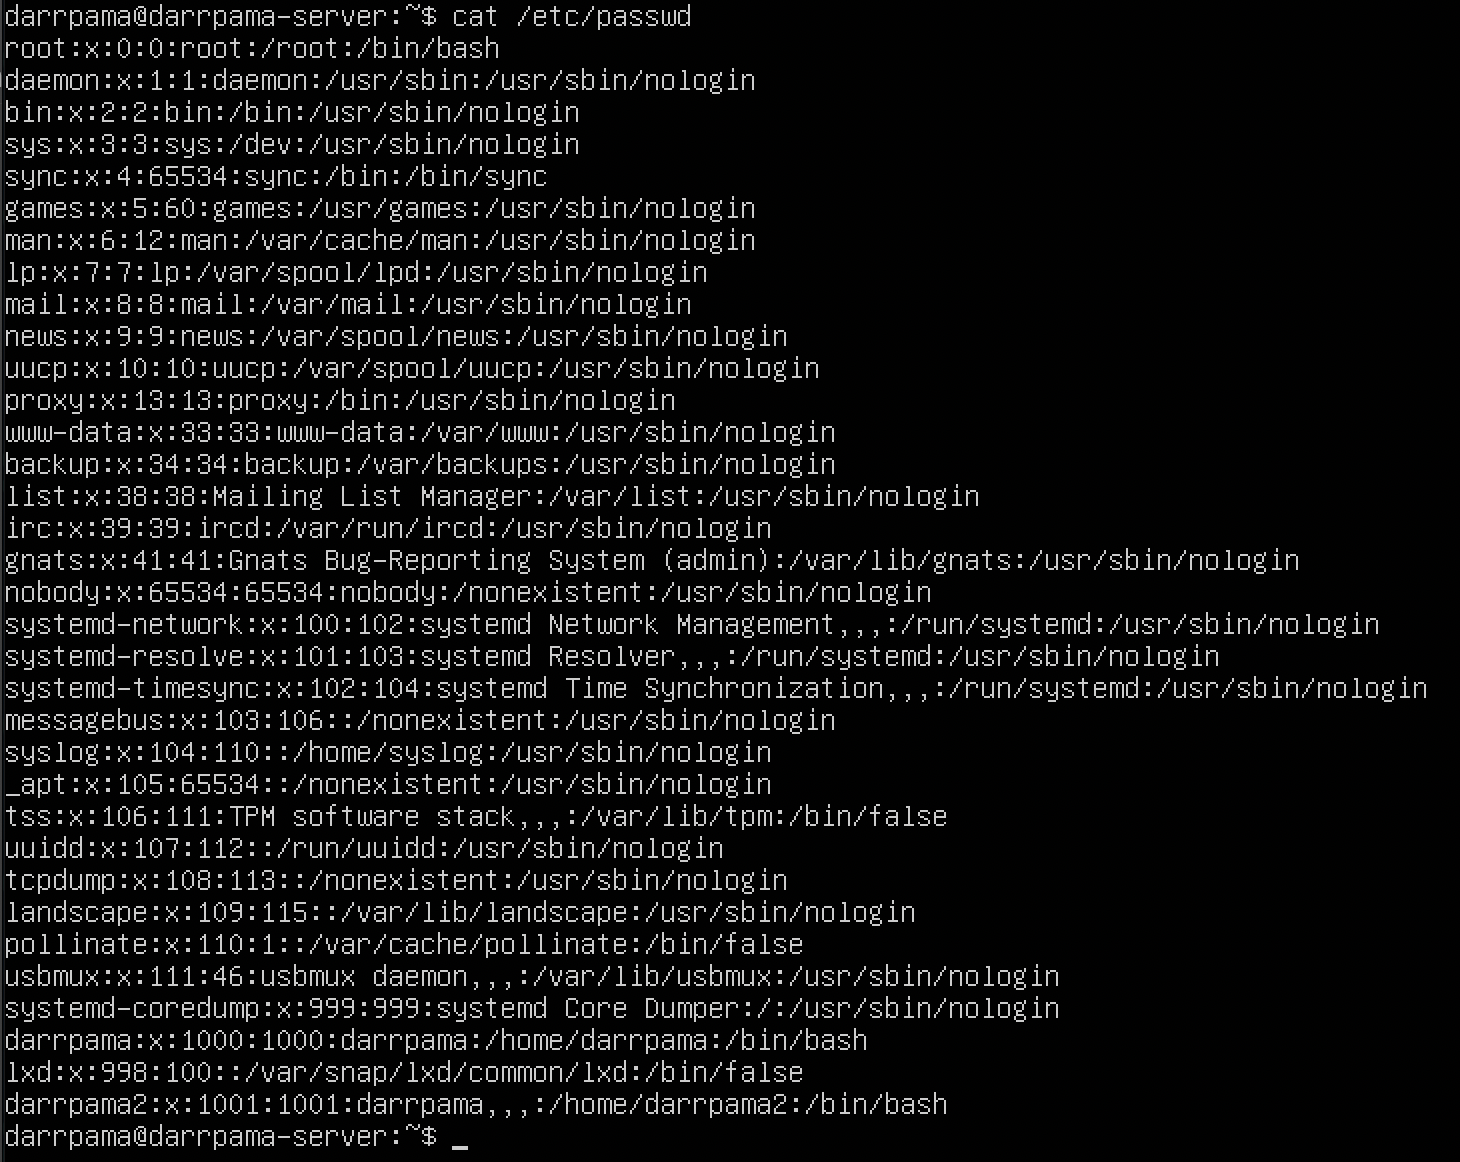 darrpama@darrpama-server:~$ cat /etc/passwd
root:x:0:0:root:/root:/bin/bash
daemon:x:1:1:daemon:/usr/sbin:/usr/sbin/nologin
bin:x:2:2:bin:/bin:/usr/sbin/nologin
sys:x:3:3:sys:/dev:/usr/sbin/nologin
sync:x:4:65534:sync:/bin:/bin/sync
games:x:5:60:games:/usr/games:/usr/sbin/nologin
man:x:6:12:man:/var/cache/man:/usr/sbin/nologin
lp:x:7:7:lp:/var/spool/lpd:/usr/sbin/nologin
mail:x:8:8:mail:/var/mail:/usr/sbin/nologin
news:x:9:9:news:/var/spool/news:/usr/sbin/nologin
uucp:x:10:10:uucp:/var/spool/uucp:/usr/sbin/nologin
proxy:x:13:13:proxy:/bin:/usr/sbin/nologin
www-data:x:33:33:www-data:/var/www:/usr/sbin/nologin
backup:x:34:34:backup:/var/backups:/usr/sbin/nologin
list:x:38:38:Mailing List Manager:/var/list:/usr/sbin/nologin
irc:x:39:39:ircd:/var/run/ircd:/usr/sbin/nologin
gnats:x:41:41:Gnats Bug-Reporting System (admin):/var/lib/gnats:/usr/sbin/nologin
nobody:x:65534:65534:nobody:/nonexistent:/usr/sbin/nologin
systemd-network:x:100:102:systemd Network Management,,,:/run/systemd:/usr/sbin/nologin
systemd-resolve:x:101:103:systemd Resolver,,,:/run/systemd:/usr/sbin/nologin
systemd-timesync:x:102:104:systemd Time Synchronization,,,:/run/systemd:/usr/sbin/nologin
messagebus:x:103:106::/nonexistent:/usr/sbin/nologin
syslog:x:104:110::/home/syslog:/usr/sbin/nologin
_apt:x:105:65534::/nonexistent:/usr/sbin/nologin
tss:x:106:111:TPM software stack,,,:/var/lib/tpm:/bin/false
uuidd:x:107:112::/run/uuidd:/usr/sbin/nologin
tcpdump:x:108:113::/nonexistent:/usr/sbin/nologin
landscape:x:109:115::/var/lib/landscape:/usr/sbin/nologin
pollinate:x:110:1::/var/cache/pollinate:/bin/false
usbmux:x:111:46:usbmux daemon,,,:/var/lib/usbmux:/usr/sbin/nologin
systemd-coredump:x:999:999:systemd Core Dumper:/:/usr/sbin/nologin
darrpama:x:1000:1000:darrpama:/home/darrpama:/bin/bash
lxd:x:998:100::/var/snap/lxd/common/lxd:/bin/false
darrpama2:x:1001:1001:darrpama,,,:/home/darrpama2:/bin/bash
darrpama@darrpama-server:~$ _